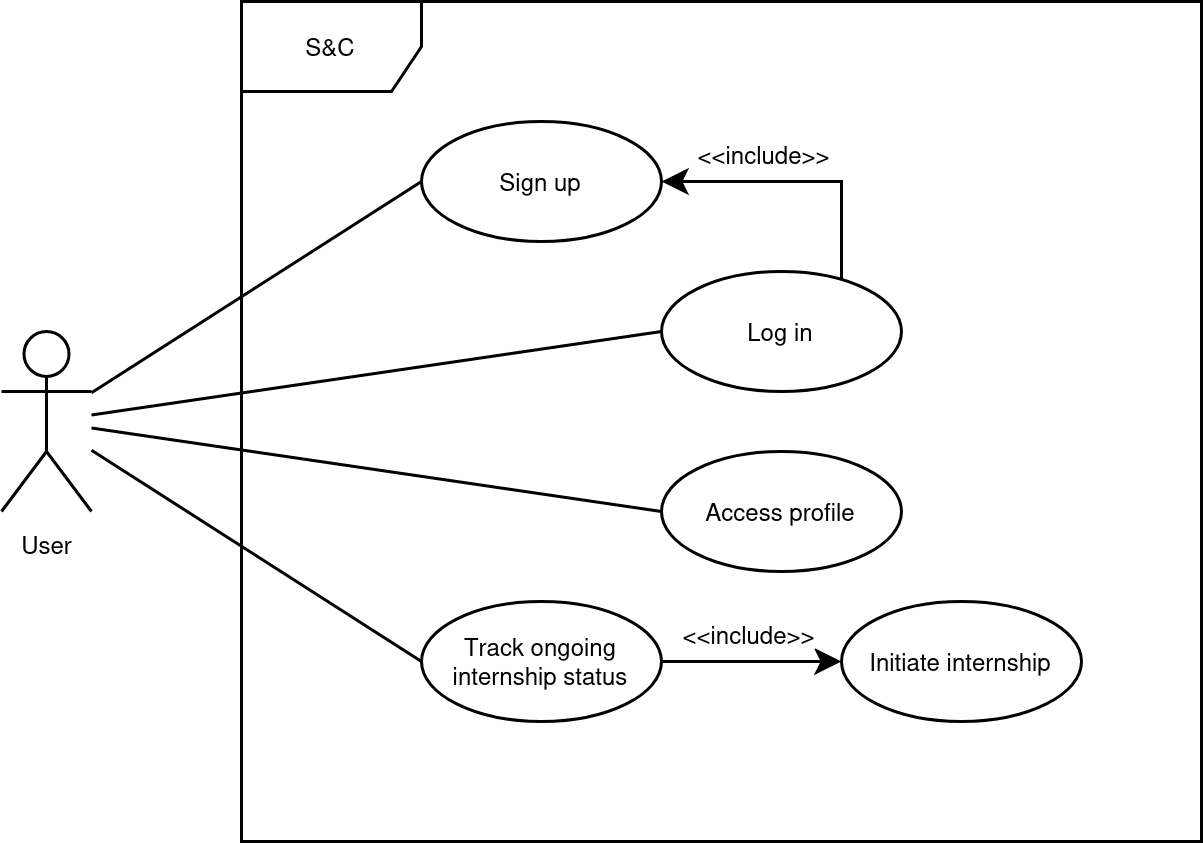 S&C
Sign up
<<include>>
Log in
Access profile
User
Track ongoing
internship status
<<include>>
Initiate internship